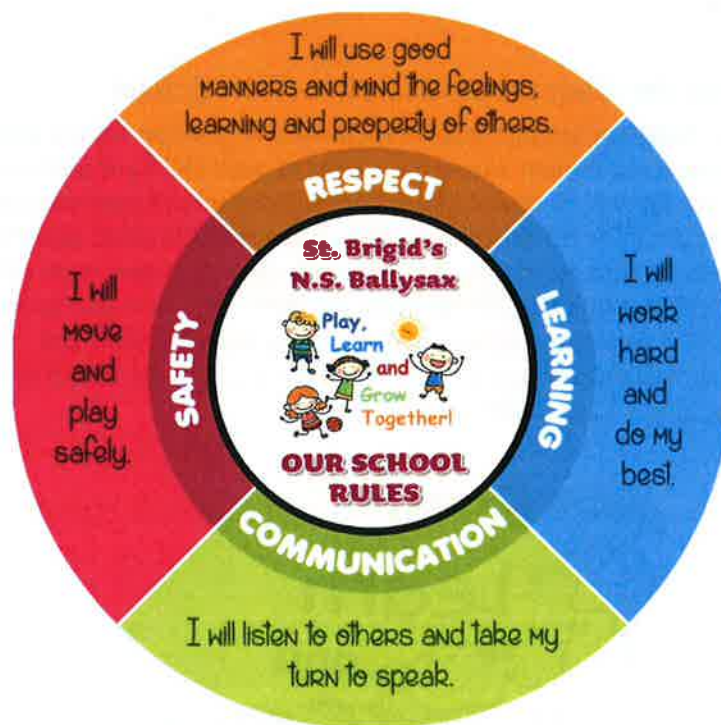 I will use good
manners and mind the feelings,
learning and property of others.
RESPECT
St. Brigid's
N.S. Ballysax
Play,
Learn
and
Grow
Together!
OUR SCHOOL
RULES
SAFETY
I will
move
and
play
safely.
LEARNING
I will
work
hard
and
do my
best.
COMMUNICATION
I will listen to others and take my
turn to speak.